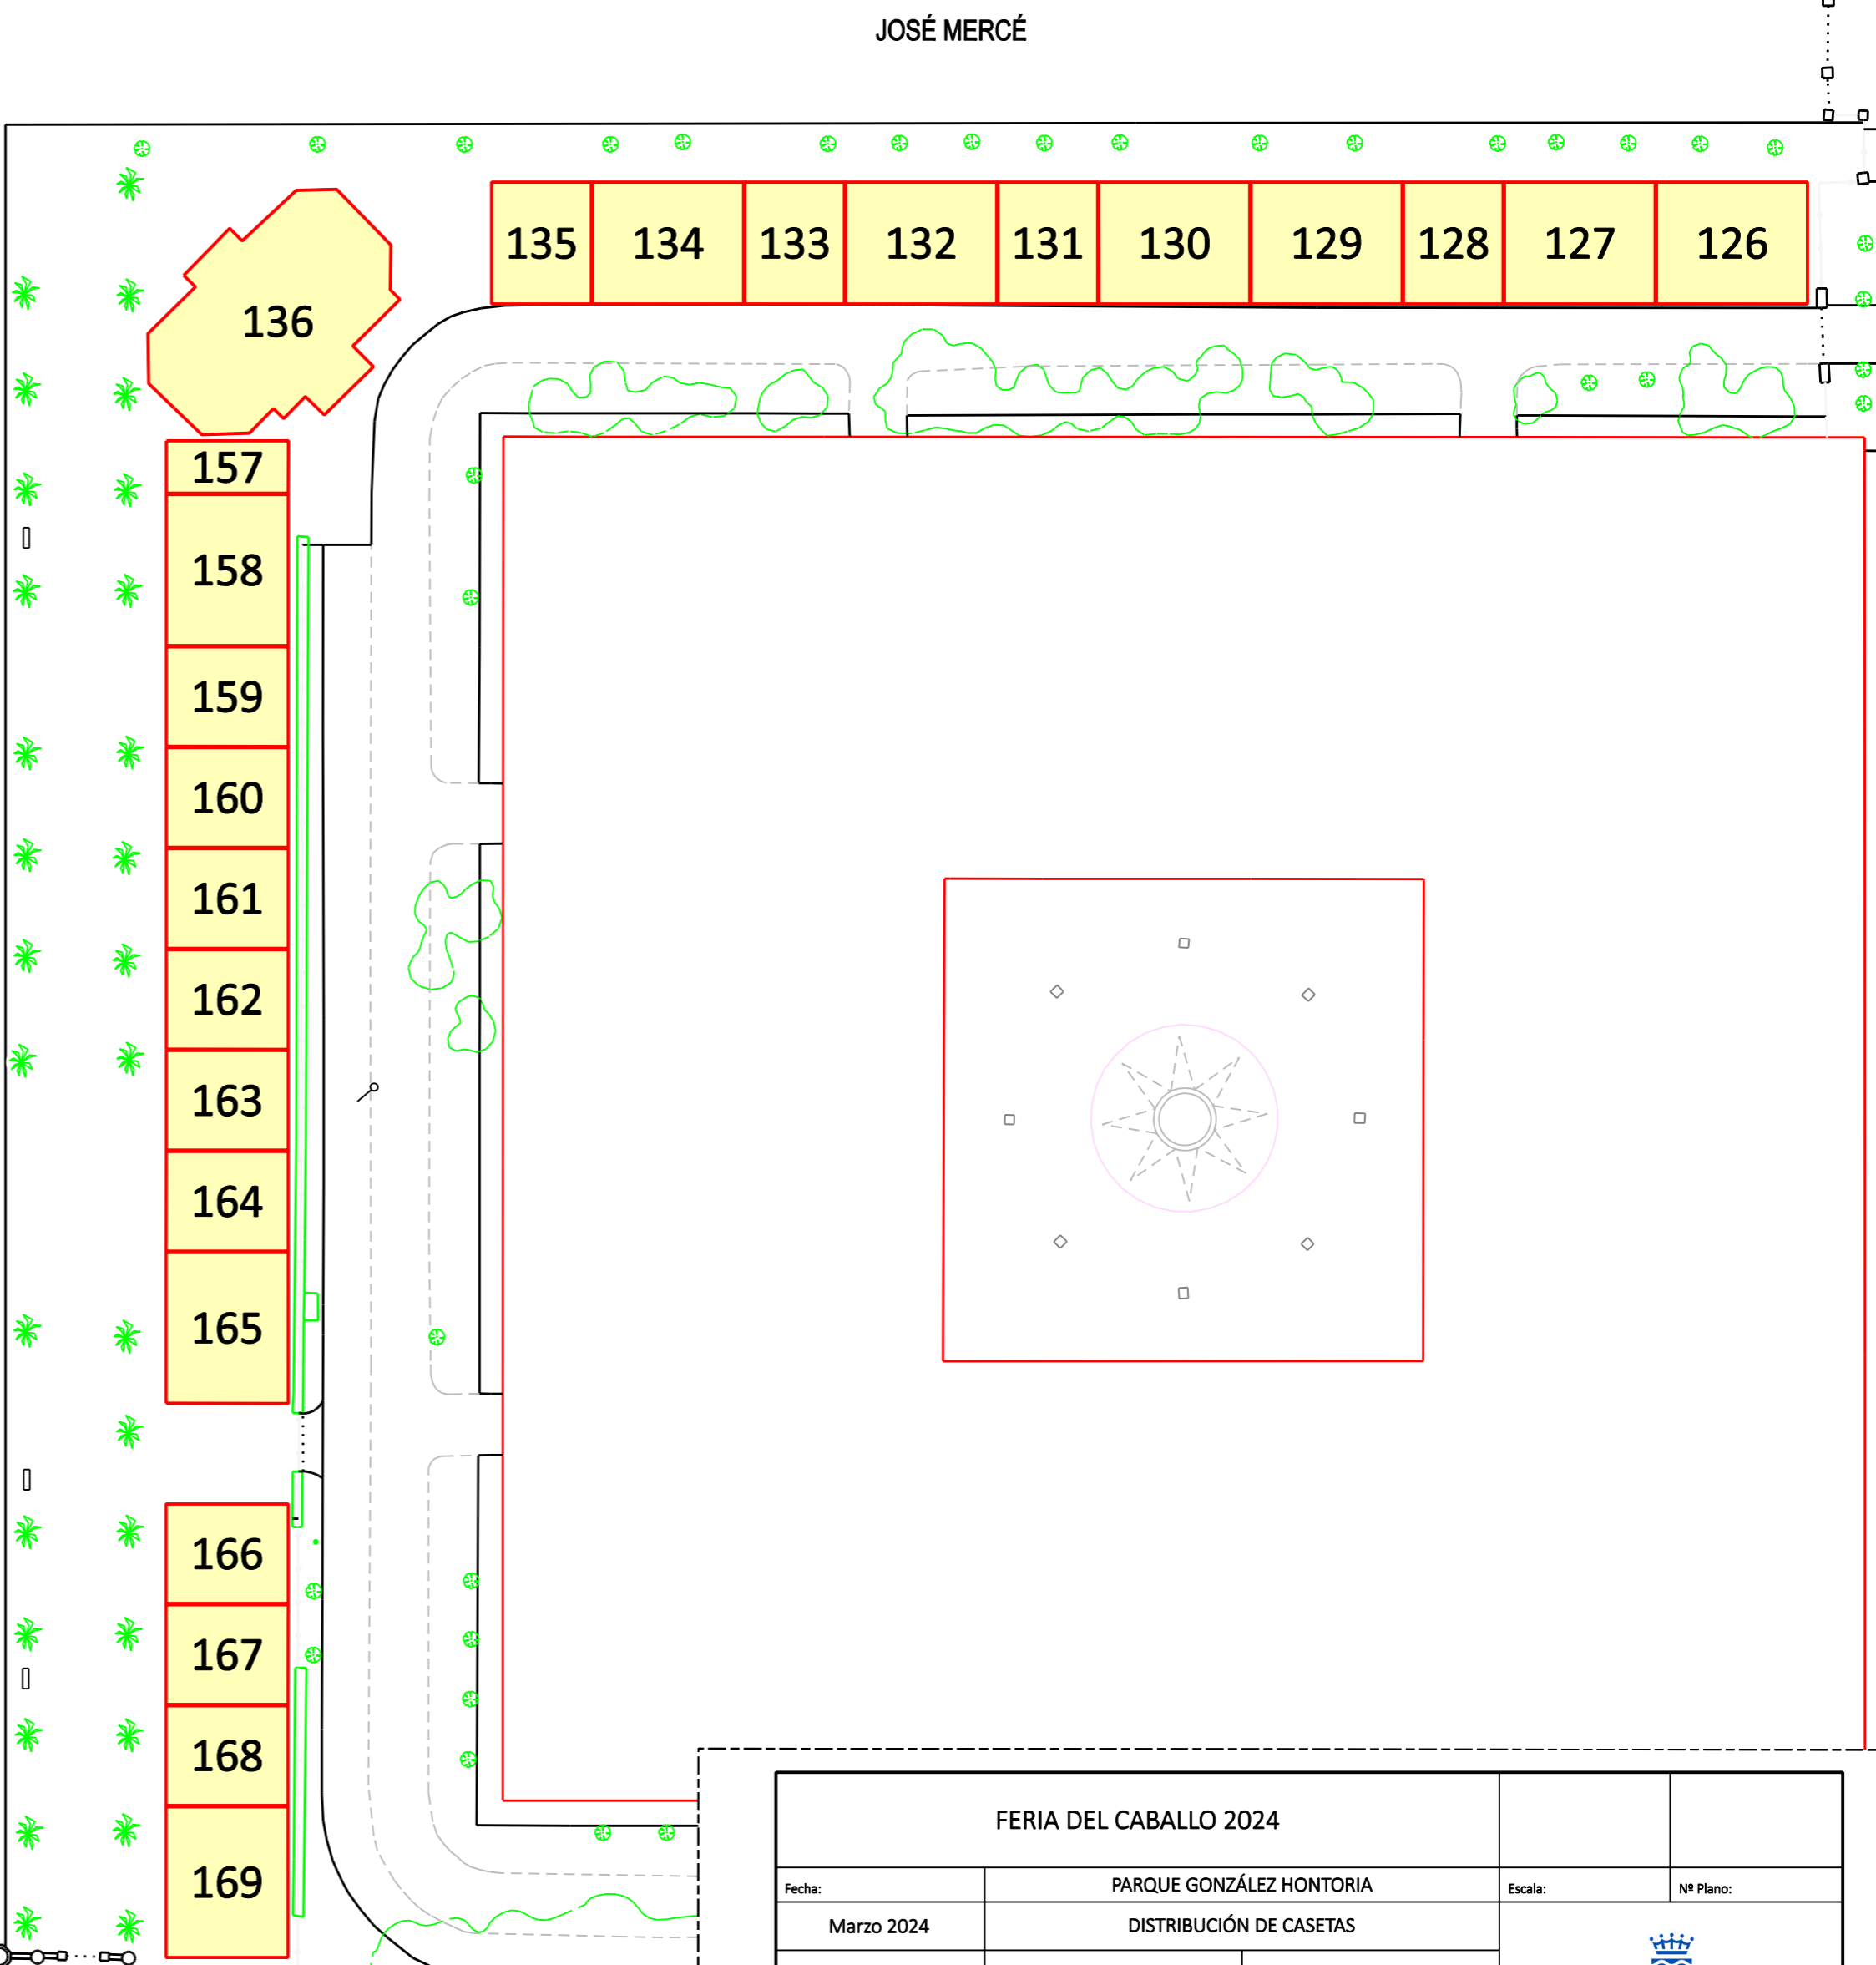 JOSÉ MERCÉ
135 134 133 132 131 130 129 128 127 126
136
157
158
159
160
161
162
163
164
165
166
167
168
169
FERIA DEL CABALLO 2024
Fecha: PARQUE GONZÁLEZ HONTORIA Escala: Nº Plano:
Marzo 2024 DISTRIBUCIÓN DE CASETAS